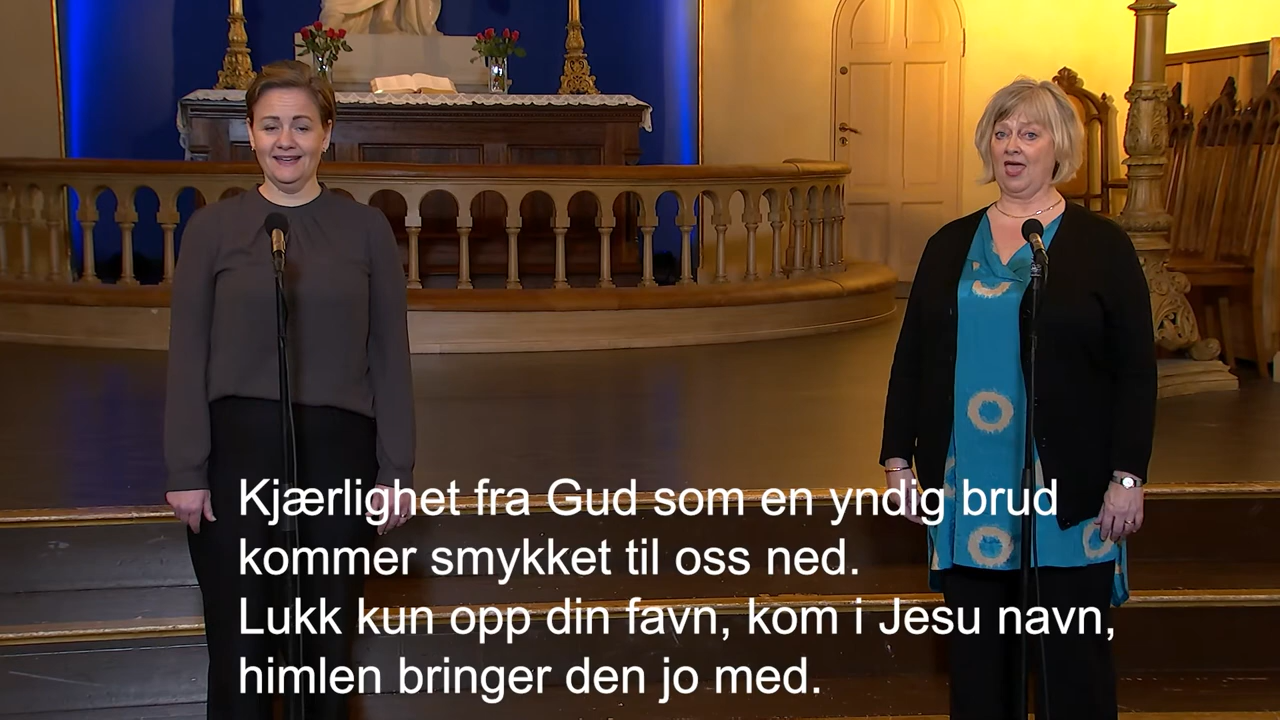 Kjærlighet fra Gud som en yndig brud
kommer smykket til oss ned.
Lukk kun opp din favn, kom i Jesu navn,
himlen bringer den jo med.